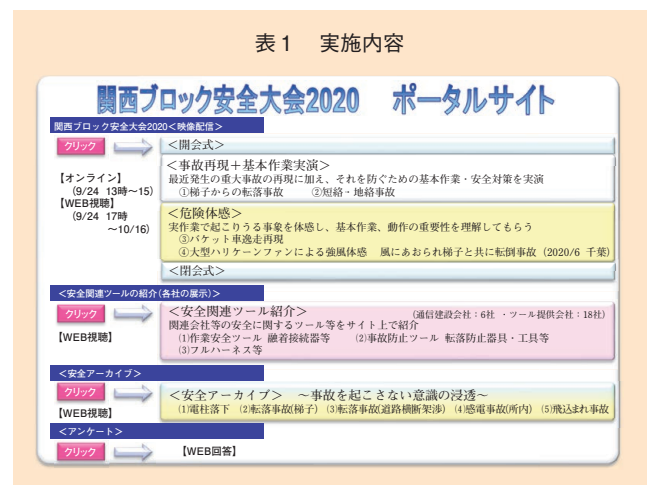 表1 実施内容
関西ブロック安全大会2020 ポータルサイト
関西ブロック安全大会2020＜映像配信＞
クリック
＜開会式＞
【オンライン】
(9/24 13時～15)
【WEB視聴】
(9/24 17時
～10/16)
＜事故再現＋基本作業実演＞
最近発生の重大事故の再現に加え、それを防ぐための基本作業・安全対策を実演
①梯子からの転落事故 ②短絡・地絡事故
＜危険体感＞
実作業で起こりうる事象を体感し、基本作業、動作の重要性を理解してもらう
③バケット車逸走再現
④大型ハリケーンファンによる強風体感 風にあおられ梯子と共に転倒事故（2020/6 千葉）
＜閉会式＞
＜安全関連ツールの紹介(各社の展示)＞
クリック
【WEB視聴】
＜安全関連ツール紹介＞ (通信建設会社：6社 ・ツール提供会社：18社)
関連会社等の安全に関するツール等をサイト上で紹介
(1)作業安全ツール 融着接続器等 (2)事故防止ツール 転落防止器具・工具等
(3)フルハーネス等
＜安全アーカイブ＞
クリック
【WEB視聴】
＜安全アーカイブ＞ ～事故を起こさない意識の浸透～
(1)電柱落下 (2)転落事故(梯子) (3)転落事故(道路横断架渉) (4)感電事故(所内) (5)飛込まれ事故
＜アンケート＞
クリック
【WEB回答】